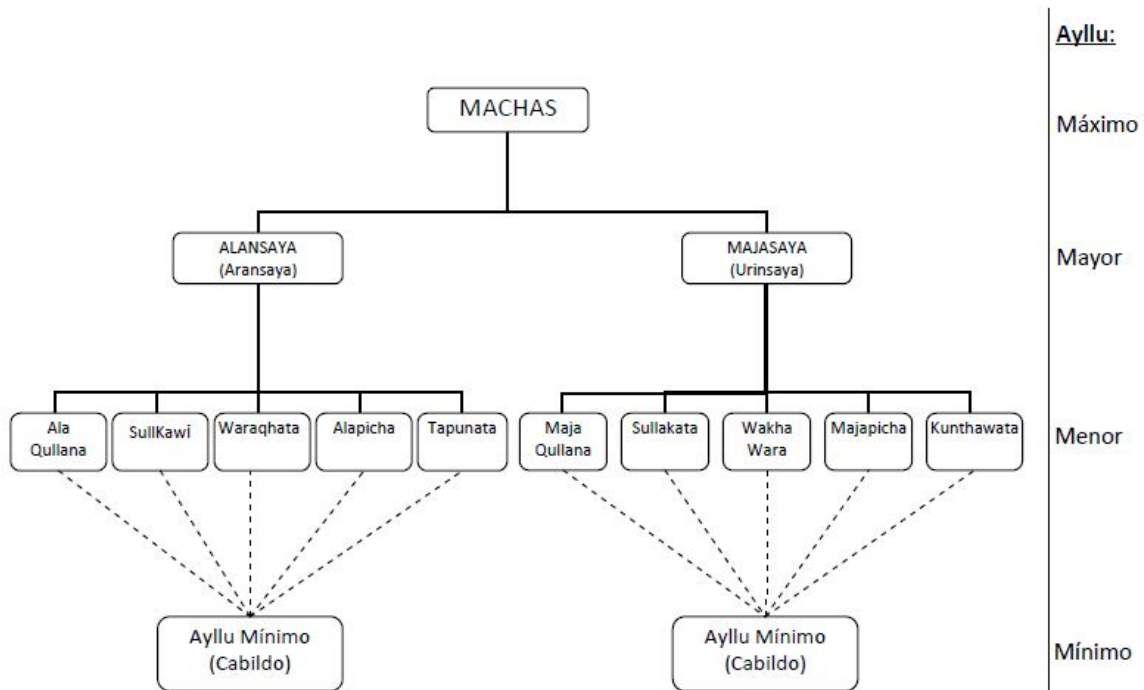 Ayllu:
MACHAS
Máximo
ALANSAYA
(Aransaya)
MAJASAYA
(Urinsaya)
Mayor
Ala
Qullana
SullKawi
Waraqhata
Alapicha
Tapunata
Maja
Qullana
Sullakata
Wakha
Wara
Majapicha
Kunthawata
Menor
Ayllu Mínimo
(Cabildo)
Ayllu Mínimo
(Cabildo)
Mínimo